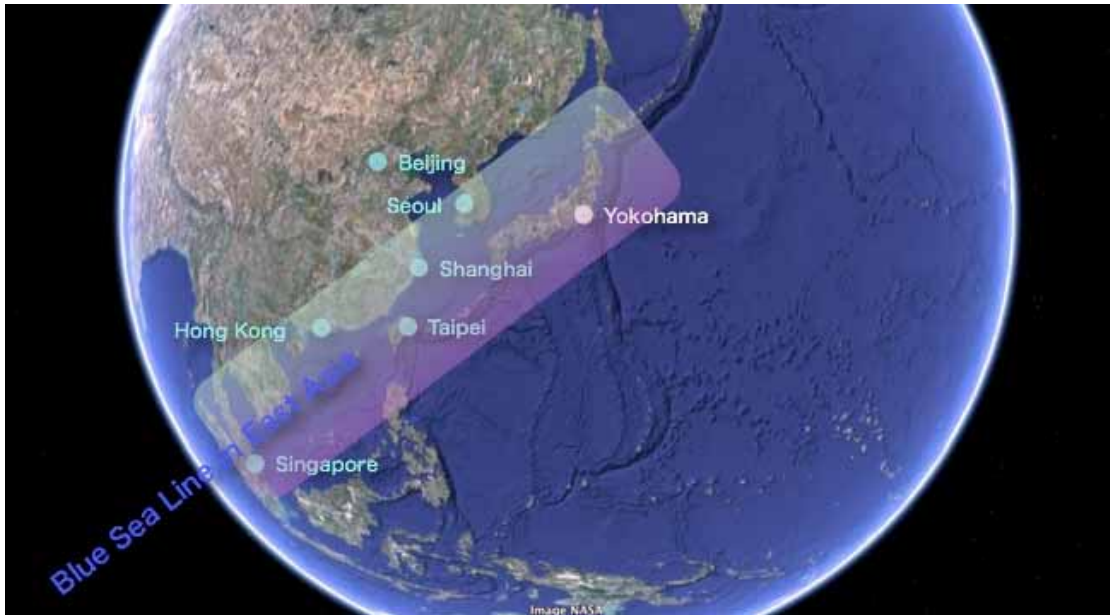 Beijing
Seoul
Yokohama
Shanghai
Hong Kong
Taipei
Singapore
Blue Sea Line in East Asia
Image NASA